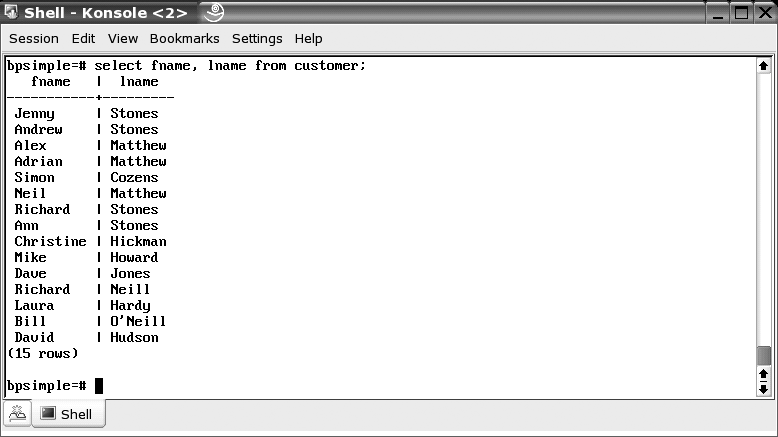 Shell - Konsole <2>
Session Edit View Bookmarks Settings Help
bpsimple=# select fname, lname from customer;
   fname   |  lname
-----------+---------
 Jenny     | Stones
 Andrew    | Stones
 Alex      | Matthew
 Adrian    | Matthew
 Simon     | Cozens
 Neil      | Matthew
 Richard   | Stones
 Ann       | Stones
 Christine | Hickman
 Mike      | Howard
 Dave      | Jones
 Richard   | Neill
 Laura     | Hardy
 Bill      | O'Neill
 David     | Hudson
(15 rows)
bpsimple=#
Shell